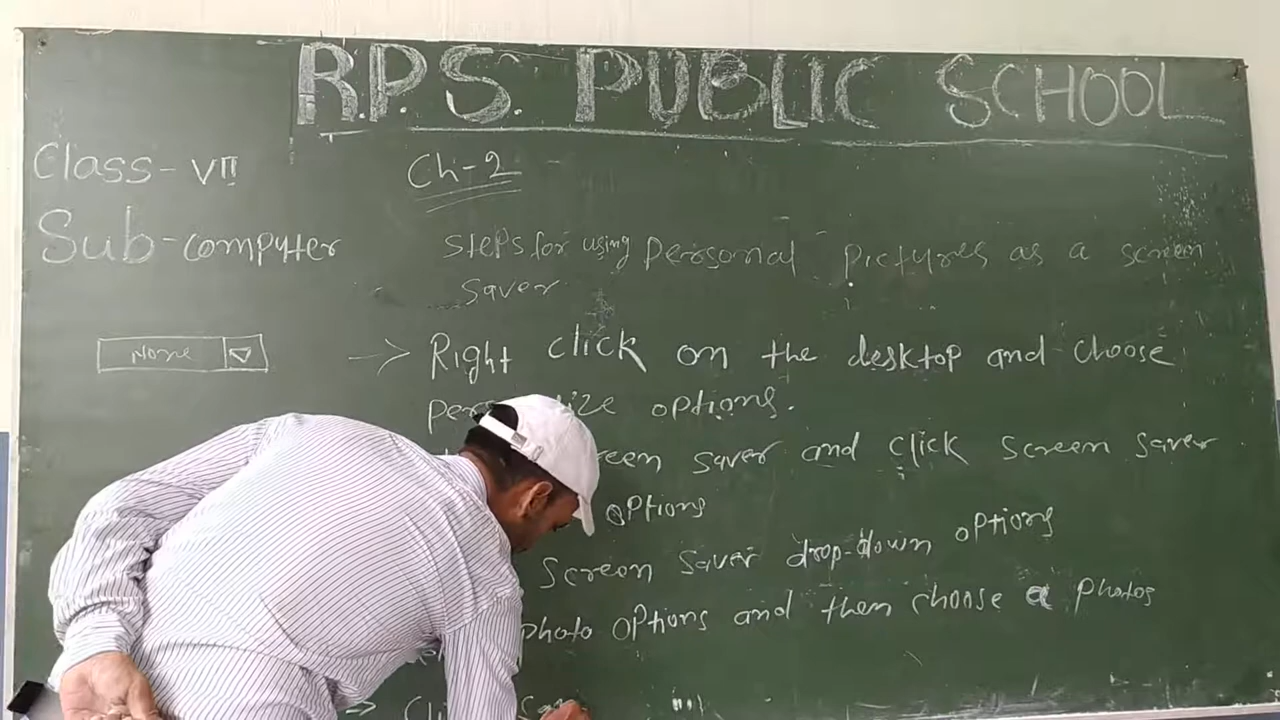 R.P.S. PUBLIC SCHOOL
Class - VII
Ch-2
Sub - computer
Steps for using personal pictures as a screen
saver
None
→ Right click on the desktop and choose
options.
saver and click screen saver
options
Screen saver drop-down options
photo options and then choose a photos